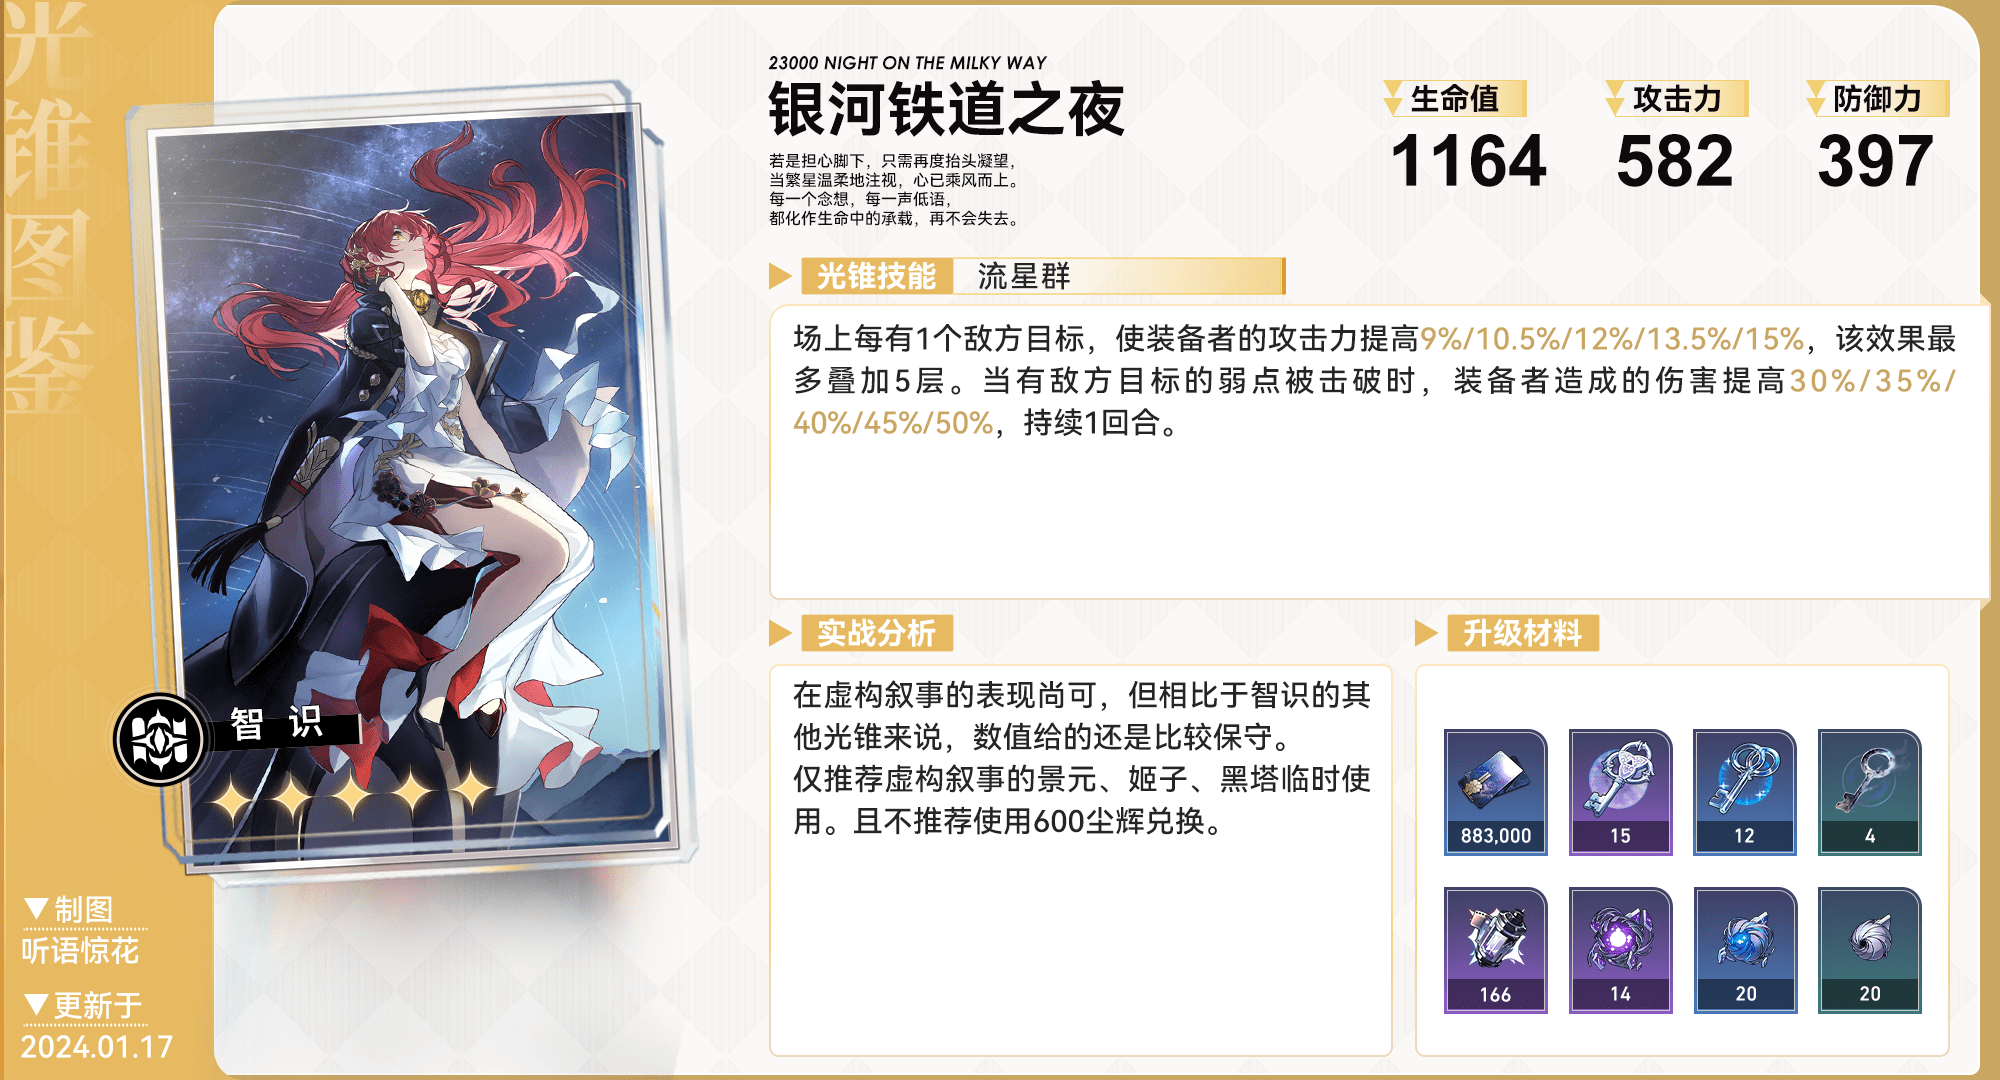 光锥图鉴
23000 NIGHT ON THE MILKY WAY
银河铁道之夜
若是担心脚下，只需再度抬头凝望，
当繁星温柔地注视，心已乘风而上。
每一个念想，每一声低语，
都化作生命中的承载，再不会失去。
生命值
1164
攻击力
582
防御力
397
光锥技能 流星群
场上每有1个敌方目标，使装备者的攻击力提高9%/10.5%/12%/13.5%/15%，该效果最
多叠加5层。当有敌方目标的弱点被击破时，装备者造成的伤害提高30%/35%/
40%/45%/50%，持续1回合。
智识
实战分析
在虚构叙事的表现尚可，但相比于智识的其
他光锥来说，数值给的还是比较保守。
仅推荐虚构叙事的景元、姬子、黑塔临时使
用。且不推荐使用600尘辉兑换。
升级材料
883,000 15 12 4
166 14 20 20
▼制图
听语惊花
▼更新于
2024.01.17